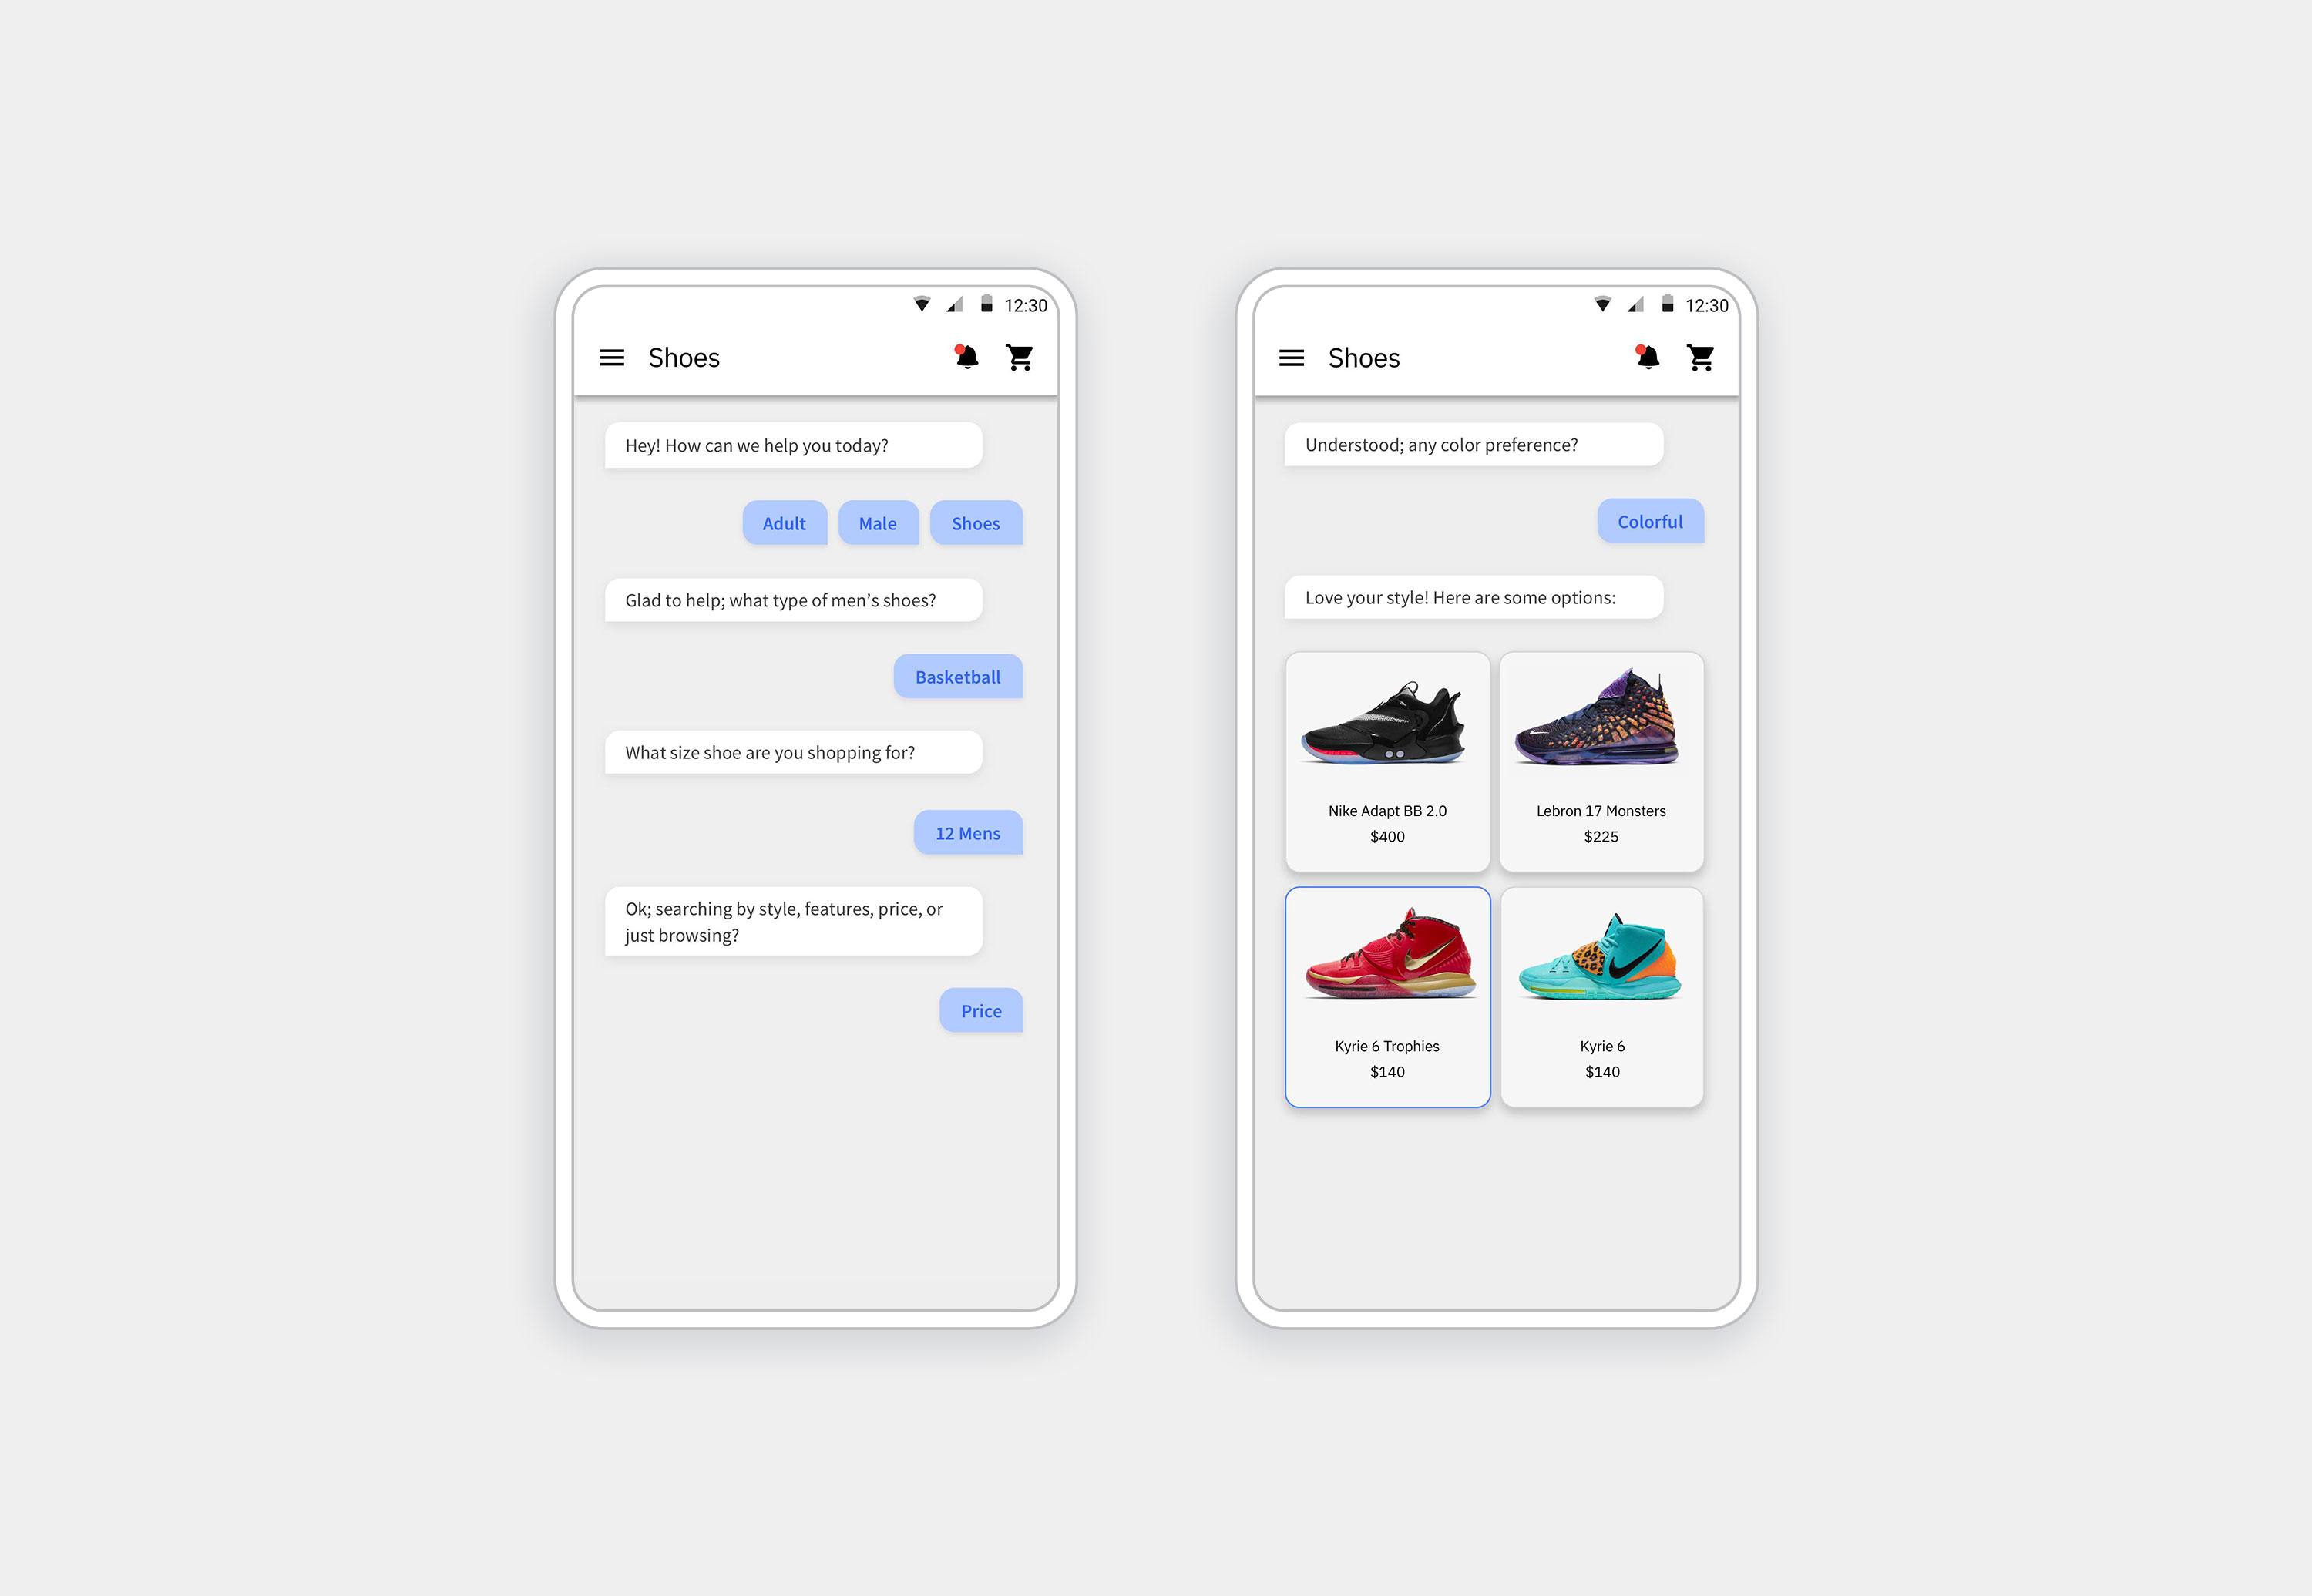 12:30
Shoes
Hey! How can we help you today?
Adult Male Shoes
Glad to help; what type of men’s shoes?
Basketball
What size shoe are you shopping for?
12 Mens
Ok; searching by style, features, price, or
just browsing?
Price
12:30
Shoes
Understood; any color preference?
Colorful
Love your style! Here are some options:
Nike Adapt BB 2.0
$400
Lebron 17 Monsters
$225
Kyrie 6 Trophies
$140
Kyrie 6
$140